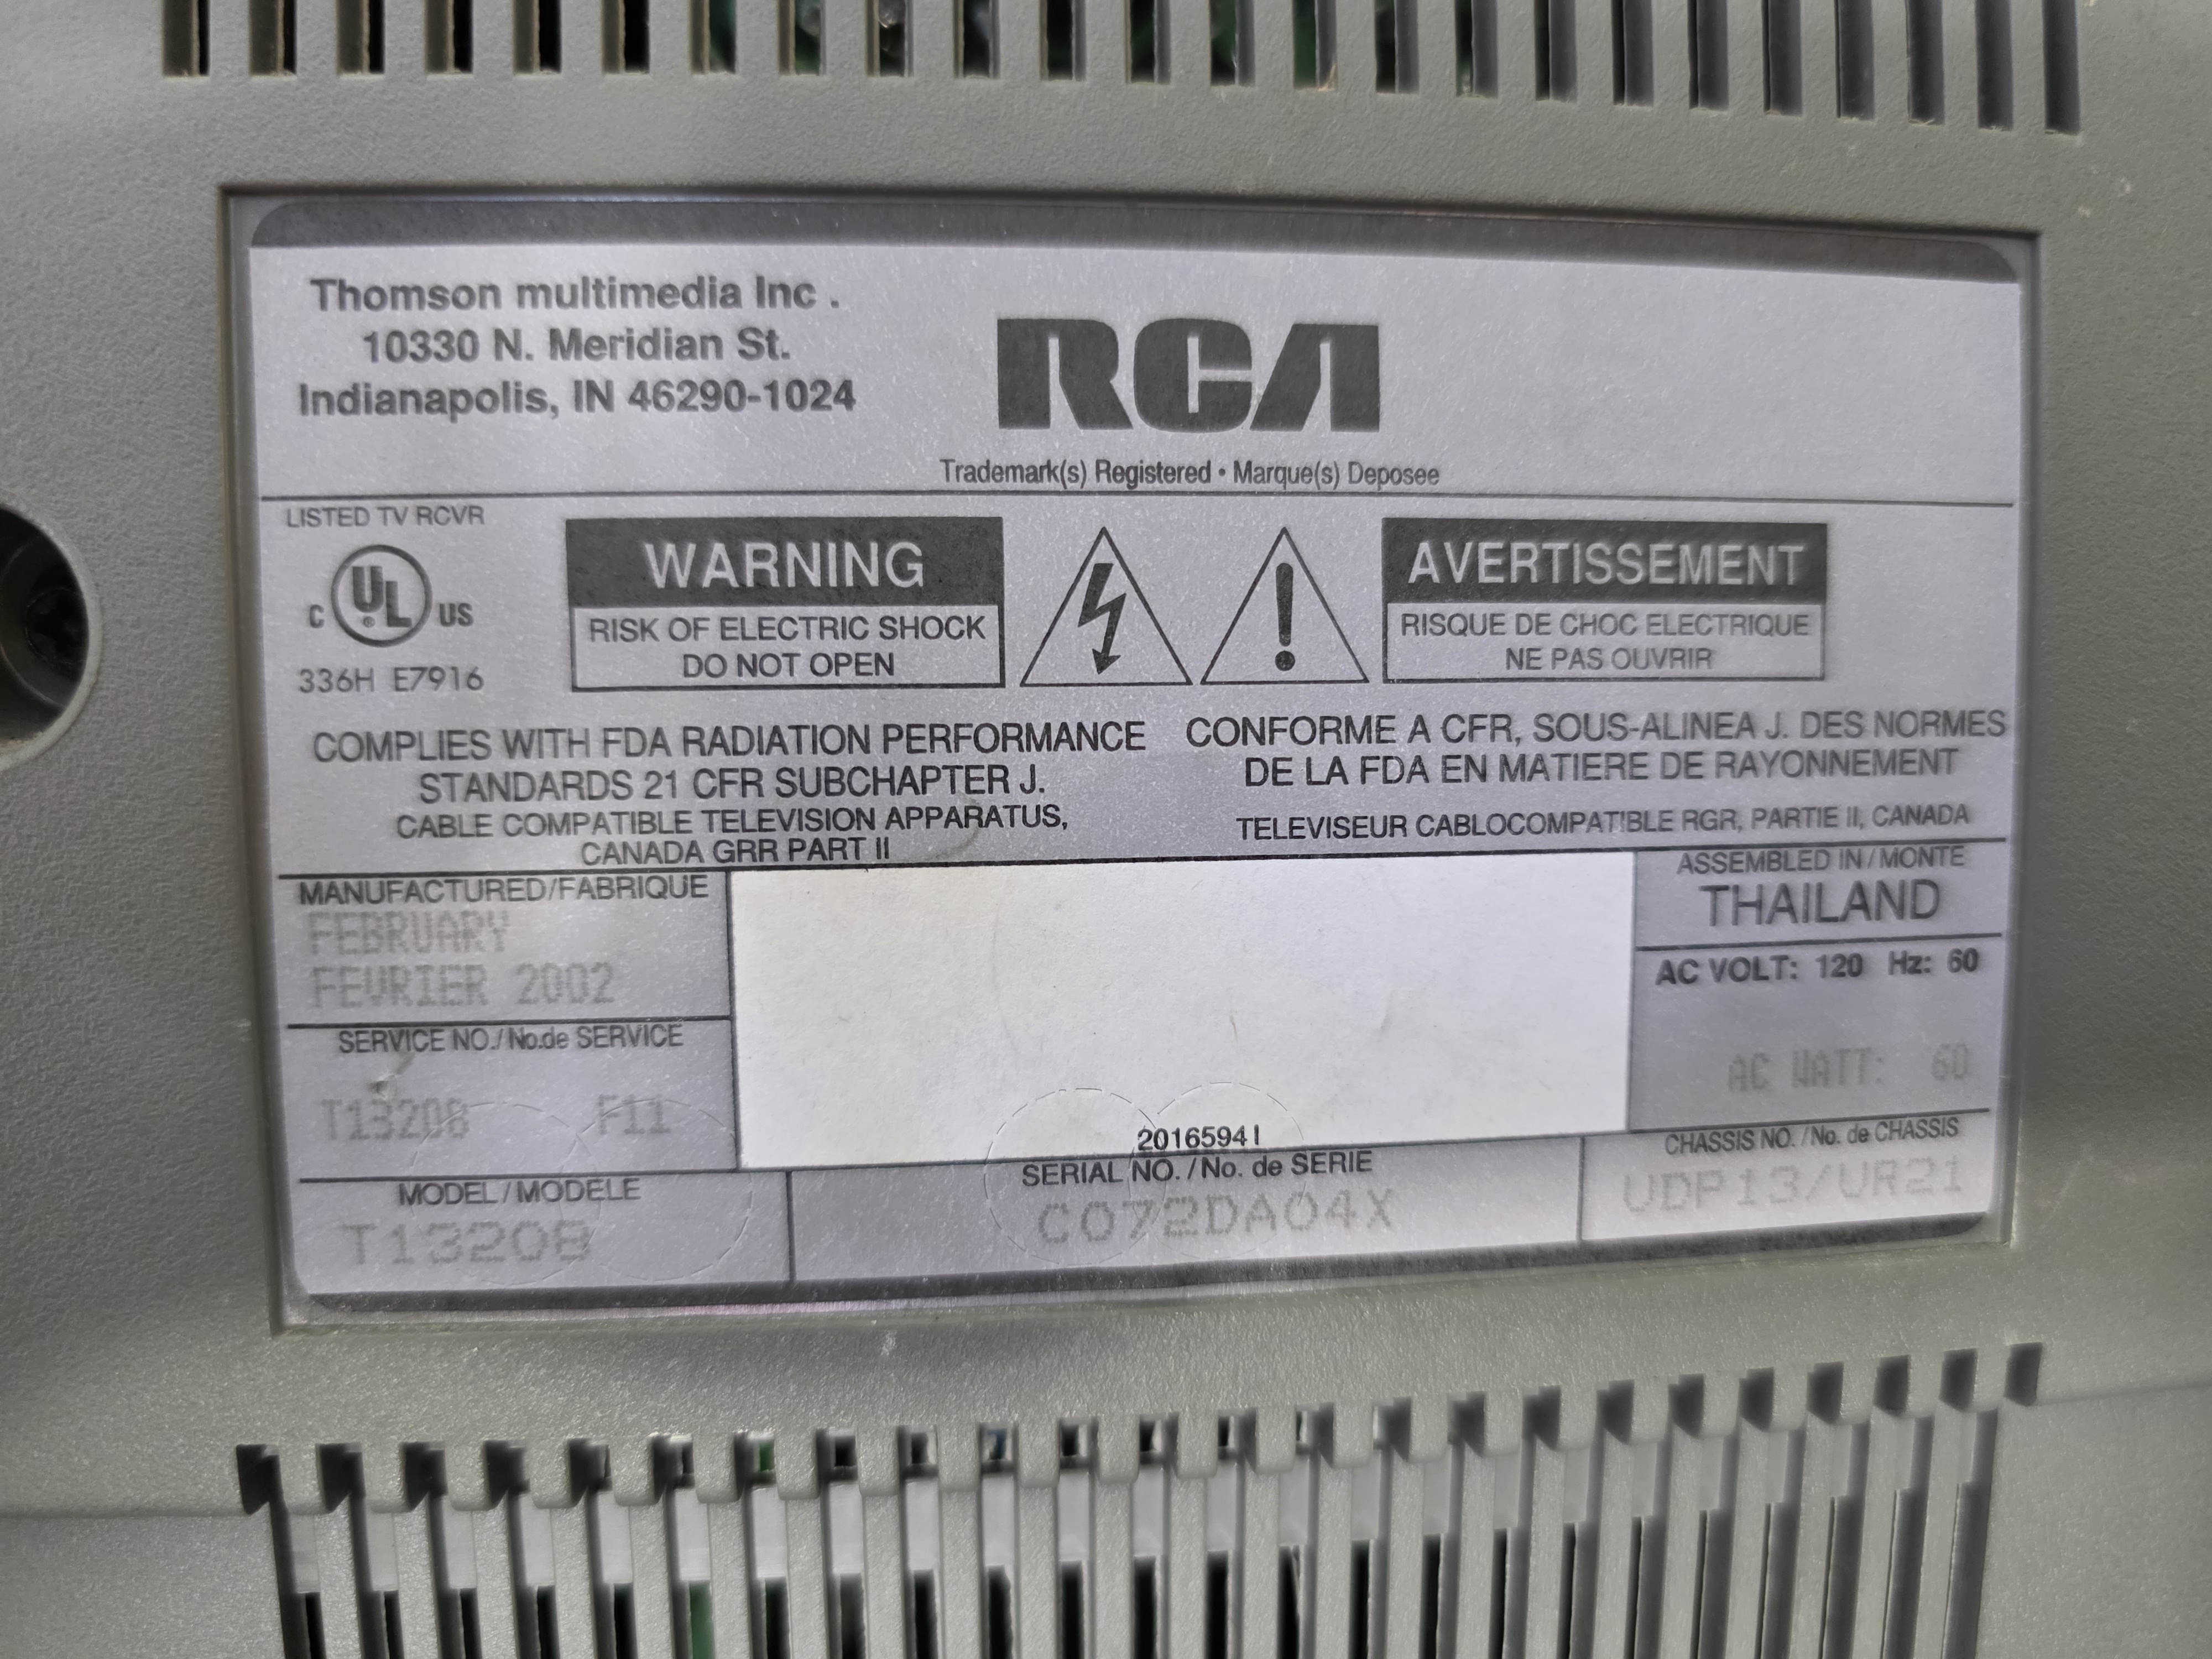 Thomson multimedia Inc .
10330 N. Meridian St.
Indianapolis, IN 46290-1024
RCA
Trademark(s) Registered • Marque(s) Deposee
LISTED TV RCVR
C UL US
336H E7916
WARNING
RISK OF ELECTRIC SHOCK
DO NOT OPEN
!
AVERTISSEMENT
RISQUE DE CHOC ELECTRIQUE
NE PAS OUVRIR
COMPLIES WITH FDA RADIATION PERFORMANCE
STANDARDS 21 CFR SUBCHAPTER J.
CABLE COMPATIBLE TELEVISION APPARATUS,
CANADA GRR PART II
CONFORME A CFR, SOUS-ALINEA J. DES NORMES
DE LA FDA EN MATIERE DE RAYONNEMENT
TELEVISEUR CABLOCOMPATIBLE RGR, PARTIE II, CANADA
MANUFACTURED/FABRIQUE
FEBRUARY
FEVRIER 2002
SERVICE NO./No.de SERVICE
T13208 F11
MODEL/MODELE
T13208
20165941
SERIAL NO./No. de SERIE
C072DA04X
ASSEMBLED IN/MONTE
THAILAND
AC VOLT: 120 Hz: 60
AC WATT: 60
CHASSIS NO./No. de CHASSIS
UDP13/UR21